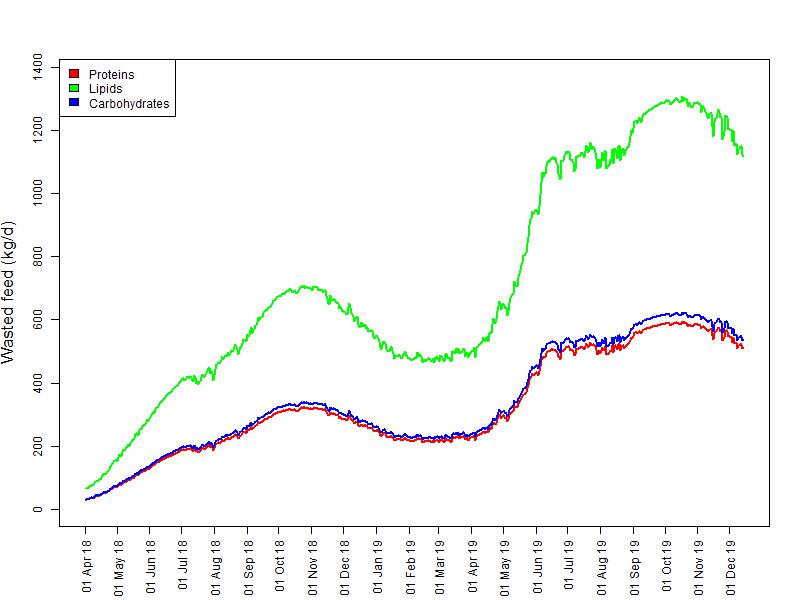 Proteins
Lipids
Carbohydrates
Wasted feed (kg/d)
1400
1200
1000
800
600
400
200
0
01 Apr 18
01 May 18
01 Jun 18
01 Jul 18
01 Aug 18
01 Sep 18
01 Oct 18
01 Nov 18
01 Dec 18
01 Jan 19
01 Feb 19
01 Mar 19
01 Apr 19
01 May 19
01 Jun 19
01 Jul 19
01 Aug 19
01 Sep 19
01 Oct 19
01 Nov 19
01 Dec 19